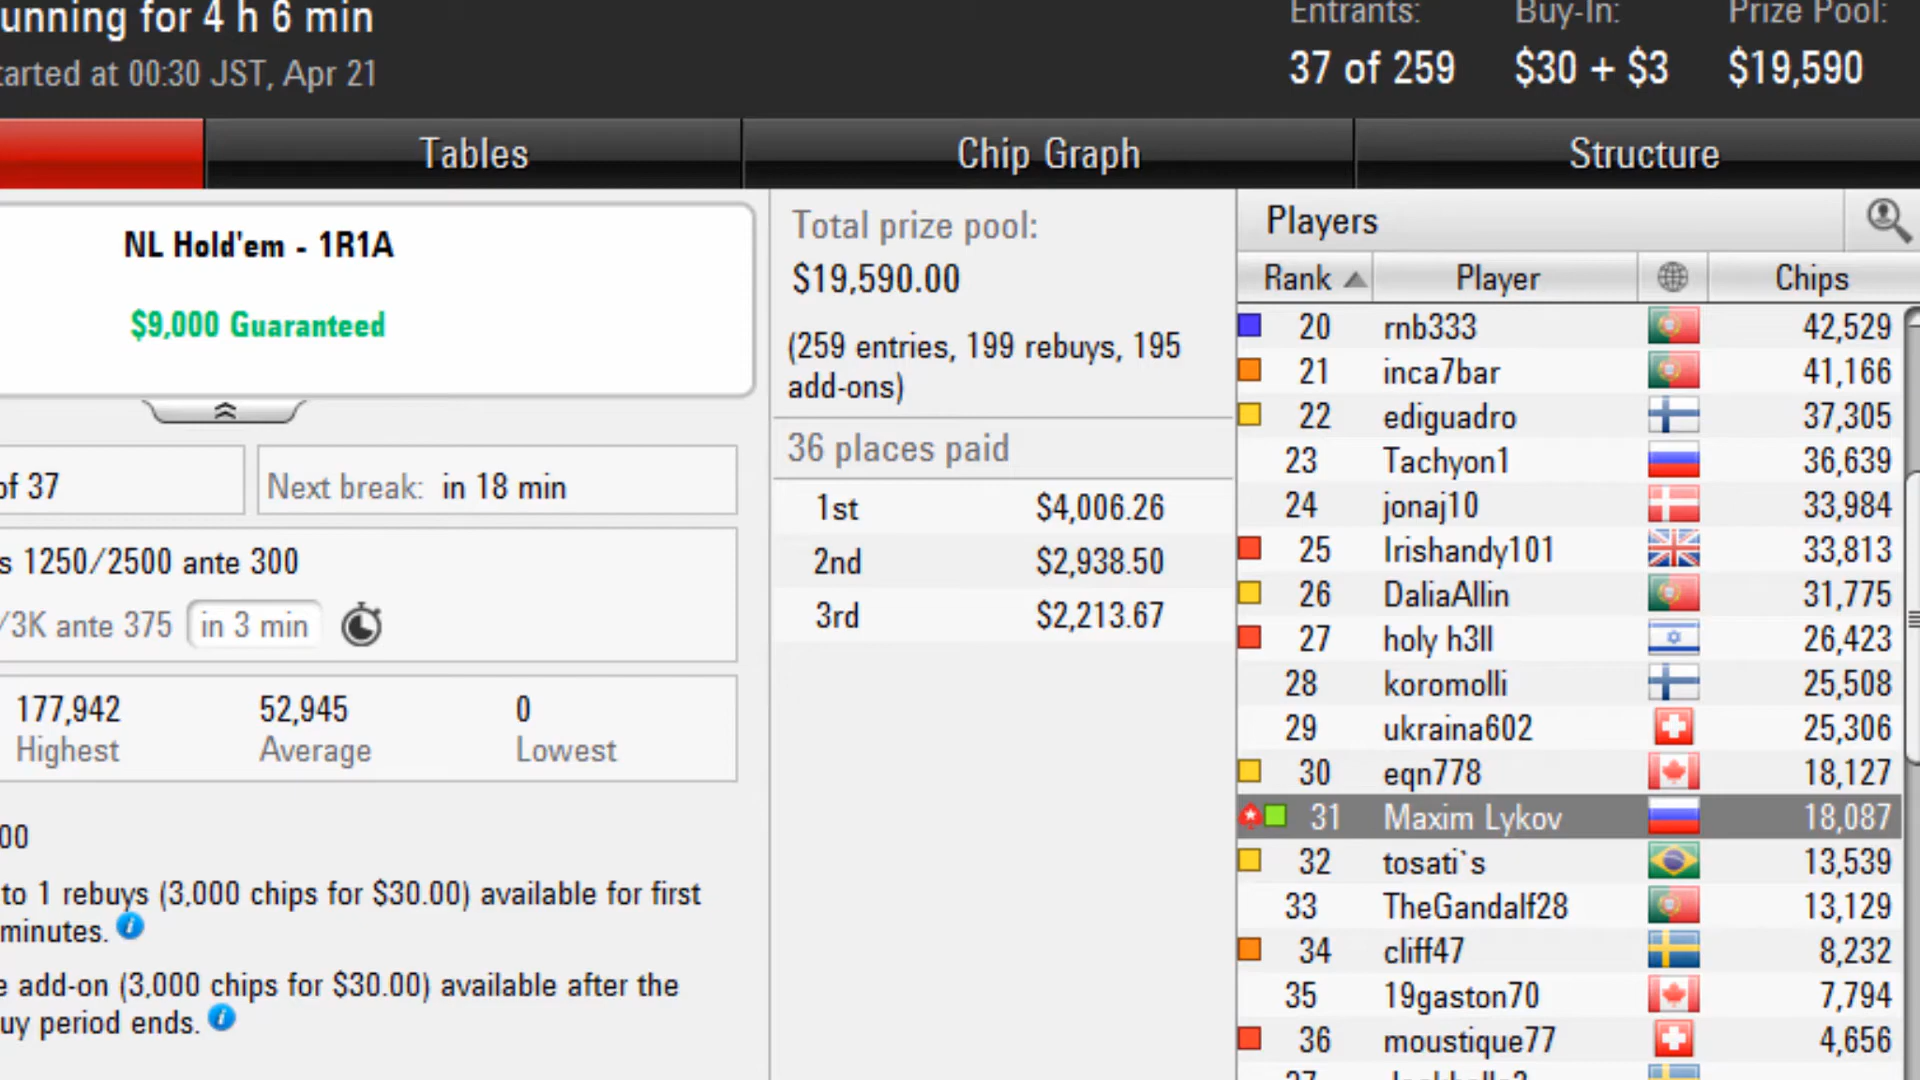 unning for 4 h 6 min
tarted at 00:30 JST, Apr 21
Entrants: Buy-In: Prize Pool:
37 of 259 $30 + $3 $19,590
Tables Chip Graph Structure
NL Hold'em - 1R1A
$9,000 Guaranteed
of 37 Next break: in 18 min
s 1250/2500 ante 300
/3K ante 375 in 3 min
177,942 52,945 0
Highest Average Lowest
00
to 1 rebuys (3,000 chips for $30.00) available for first
minutes.
e add-on (3,000 chips for $30.00) available after the
uy period ends.
Total prize pool:
$19,590.00
(259 entries, 199 rebuys, 195
add-ons)
36 places paid
1st $4,006.26
2nd $2,938.50
3rd $2,213.67
Players
Rank Player Chips
20 rnb333 42,529
21 inca7bar 41,166
22 ediguadro 37,305
23 Tachyon1 36,639
24 jonaj10 33,984
25 Irishandy101 33,813
26 DaliaAllin 31,775
27 holy h3ll 26,423
28 koromolli 25,508
29 ukraina602 25,306
30 eqn778 18,127
31 Maxim Lykov 18,087
32 tosati`s 13,539
33 TheGandalf28 13,129
34 cliff47 8,232
35 19gaston70 7,794
36 moustique77 4,656